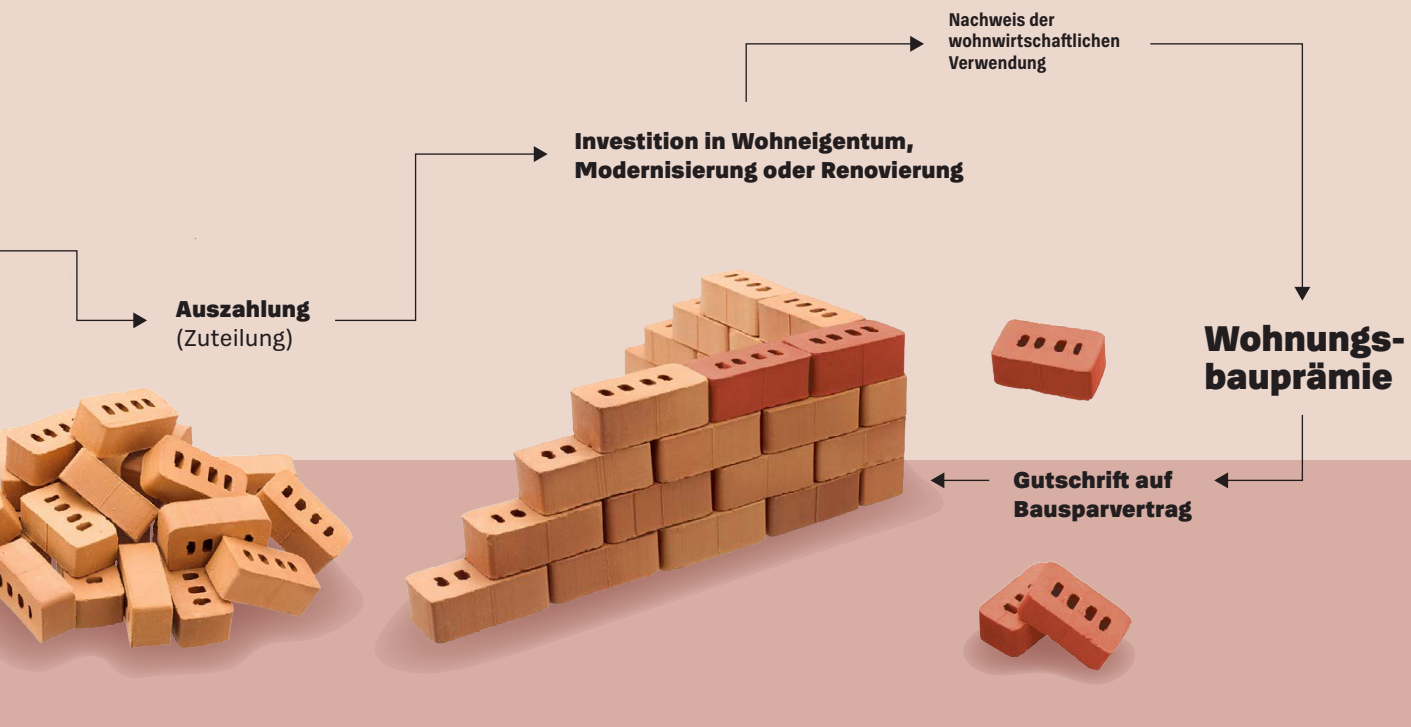 Nachweis der
wohnwirtschaftlichen
Verwendung
Investition in Wohneigentum,
Modernisierung oder Renovierung
Auszahlung
(Zuteilung)
Wohnungs-
bauprämie
Gutschrift auf
Bausparvertrag